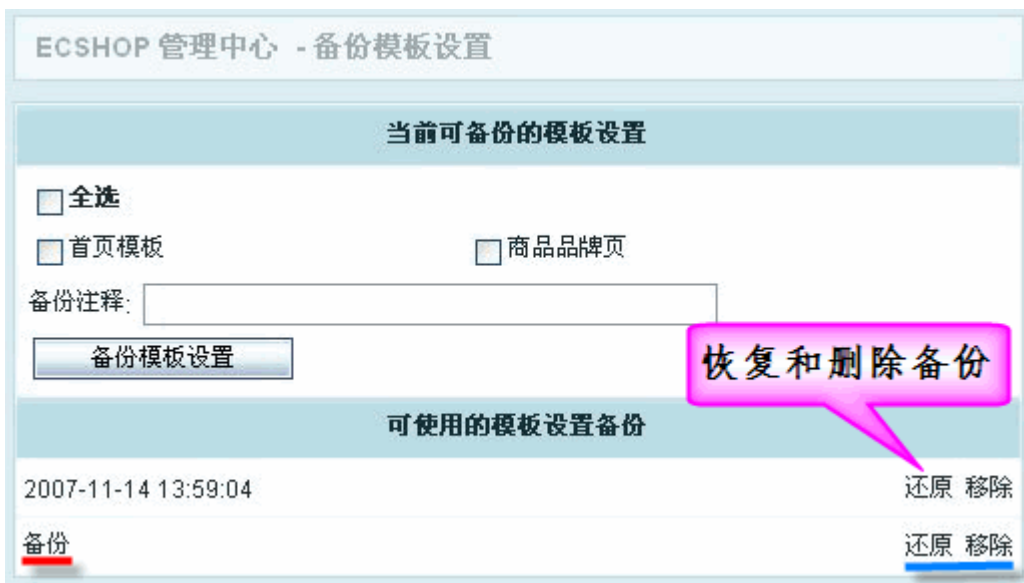 ECSHOP 管理中心 - 备份模板设置
当前可备份的模板设置
全选
首页模板 商品品牌页
备份注释:
备份模板设置
恢复和删除备份
可使用的模板设置备份
2007-11-14 13:59:04 还原 移除
备份 还原 移除